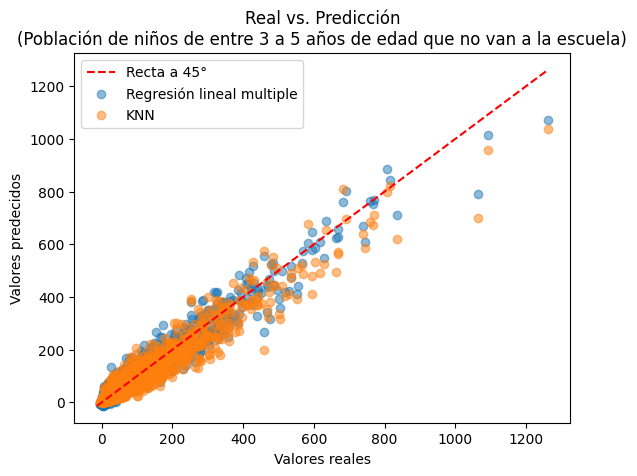 Real vs. Predicción
(Población de niños de entre 3 a 5 años de edad que no van a la escuela)
Recta a 45°
Regresión lineal multiple
KNN
Valores predecidos
1200
1000
800
600
400
200
0
0 200 400 600 800 1000 1200
Valores reales